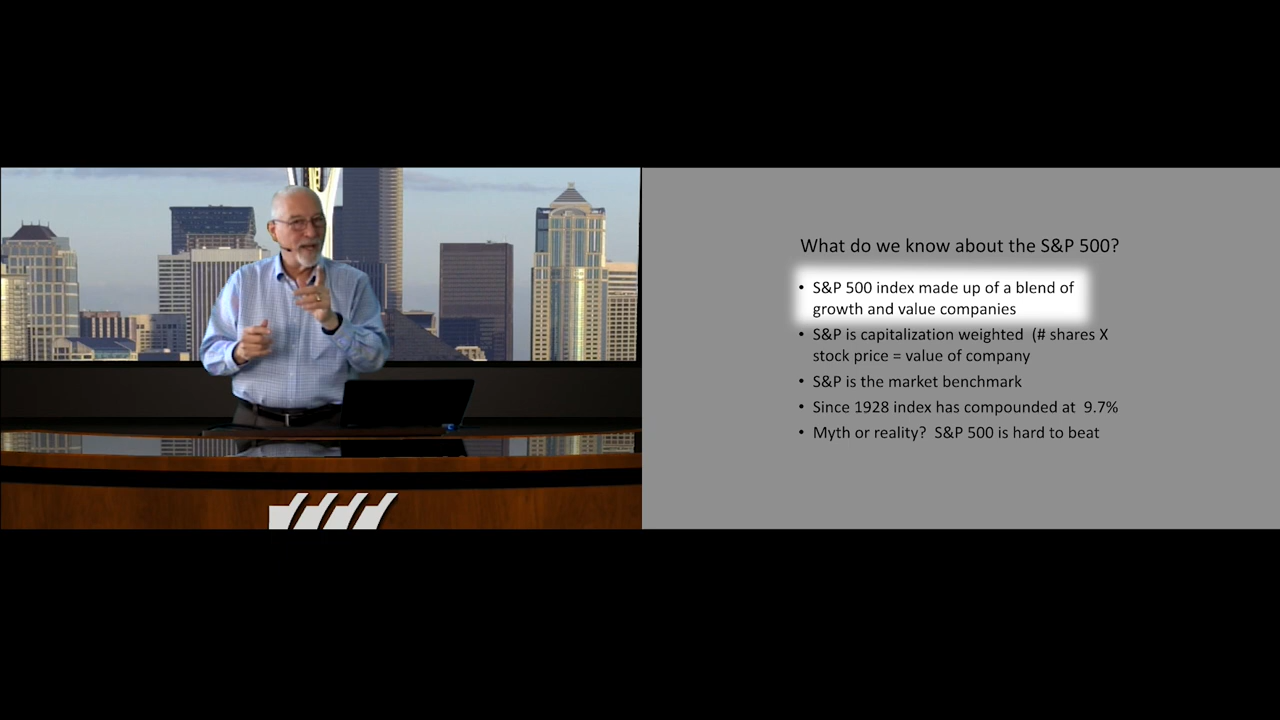 What do we know about the S&P 500?
• S&P 500 index made up of a blend of
growth and value companies
• S&P is capitalization weighted  (# shares X
stock price = value of company
• S&P is the market benchmark
• Since 1928 index has compounded at  9.7%
• Myth or reality?  S&P 500 is hard to beat